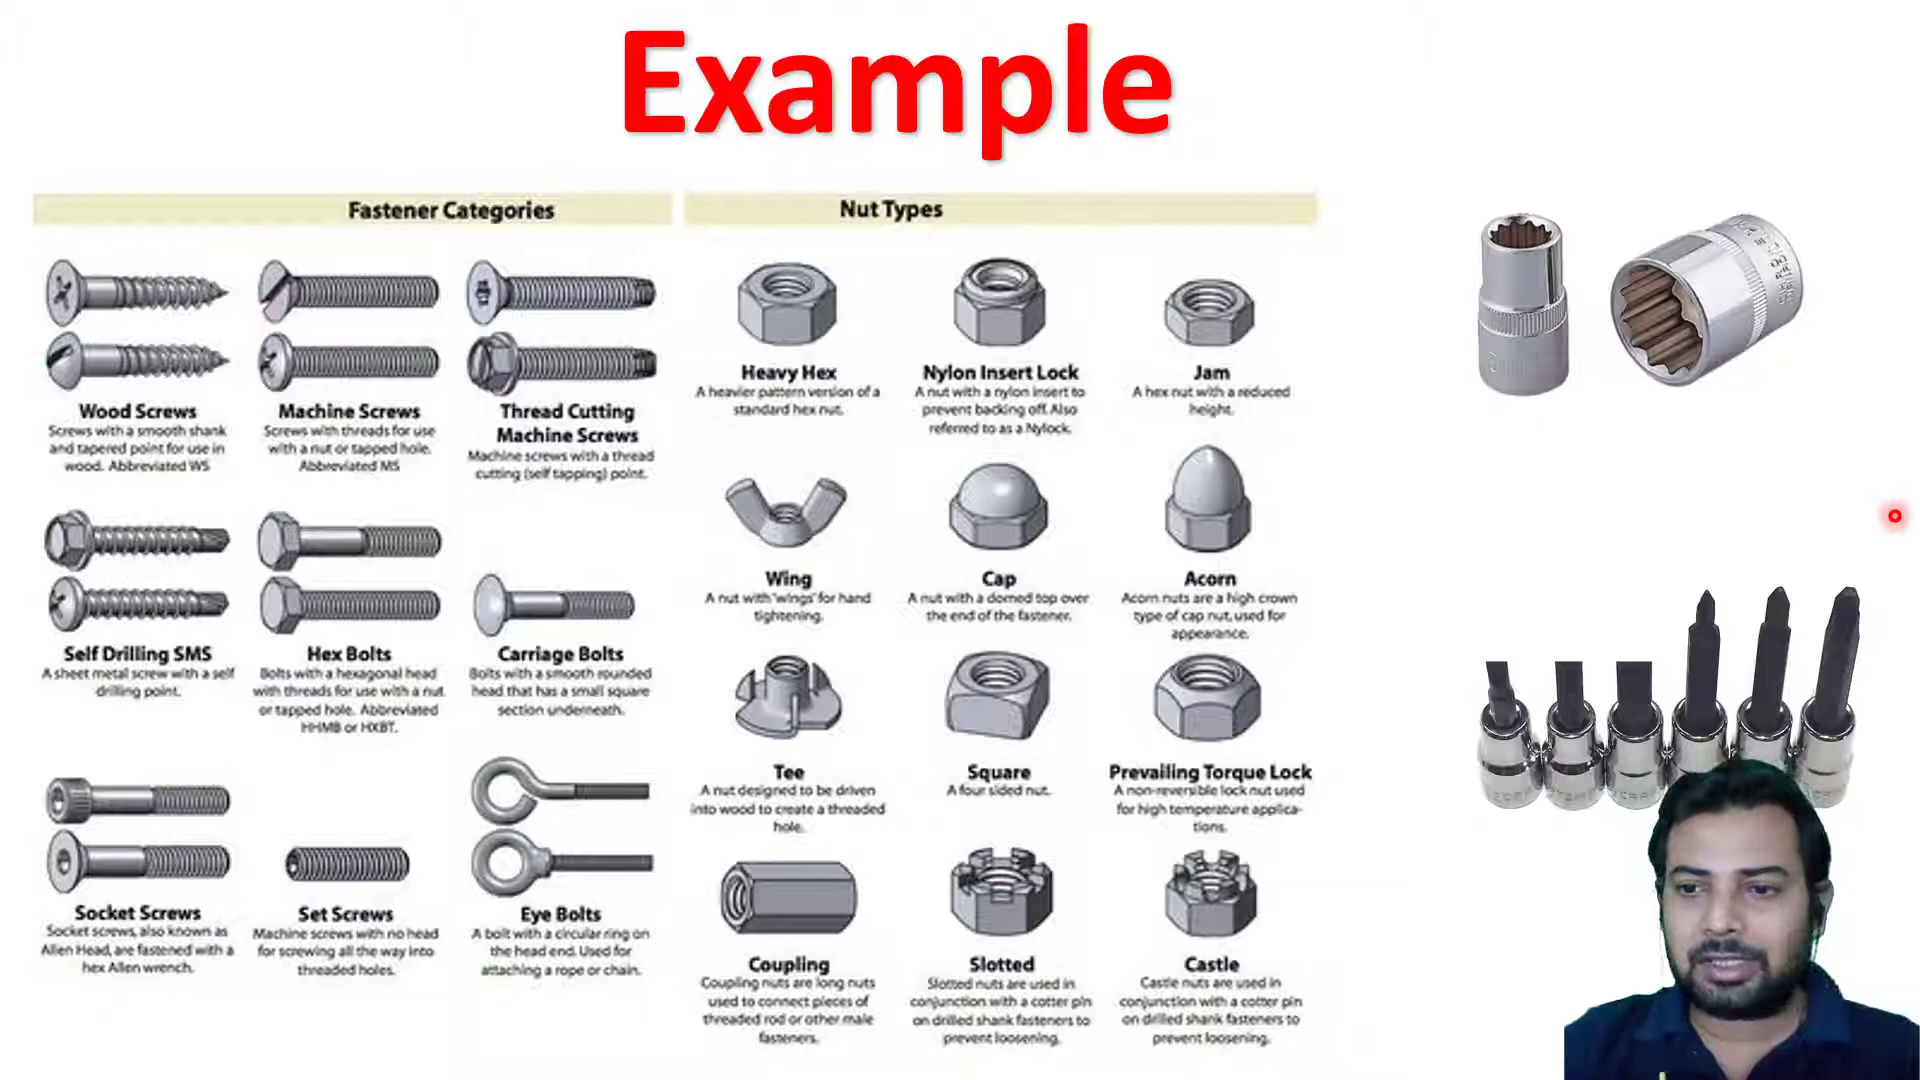 Example
Fastener Categories
Nut Types
Wood Screws
Screws with a smooth shank
and tapered point for use in
wood. Abbreviated WS
Machine Screws
Screws with threads for use
with a nut or tapped hole.
Abbreviated MS
Thread Cutting
Machine Screws
Machine screws with a thread
cutting (self tapping) point.
Self Drilling SMS
A sheet metal screw with a self
drilling point.
Hex Bolts
Bolts with a hexagonal head
with threads for use with a nut
or tapped hole. Abbreviated
HHMB or HXBT.
Carriage Bolts
Bolts with a smooth rounded
head that has a small square
section underneath.
Socket Screws
Socket screws, also known as
Allen Head, are fastened with a
hex Allen wrench.
Set Screws
Machine screws with no head
for screwing all the way into
threaded holes.
Eye Bolts
A bolt with a circular ring on
the head end. Used for
attaching a rope or chain.
Heavy Hex
A heavier pattern version of a
standard hex nut.
Nylon Insert Lock
A nut with a nylon insert to
prevent backing off. Also
referred to as a Nylock.
Jam
A hex nut with a reduced
height.
Wing
A nut with 'wings' for hand
tightening.
Cap
A nut with a domed top over
the end of the fastener.
Acorn
Acorn nuts are a high crown
type of cap nut, used for
appearance.
Tee
A nut designed to be driven
into wood to create a threaded
hole.
Square
A four sided nut.
Prevailing Torque Lock
A non-reversible lock nut used
for high temperature applica-
tions.
Coupling
Coupling nuts are long nuts
used to connect pieces of
threaded rod or other male
fasteners.
Slotted
Slotted nuts are used in
conjunction with a cotter pin
on drilled shank fasteners to
prevent loosening.
Castle
Castle nuts are used in
conjunction with a cotter pin
on drilled shank fasteners to
prevent loosening.